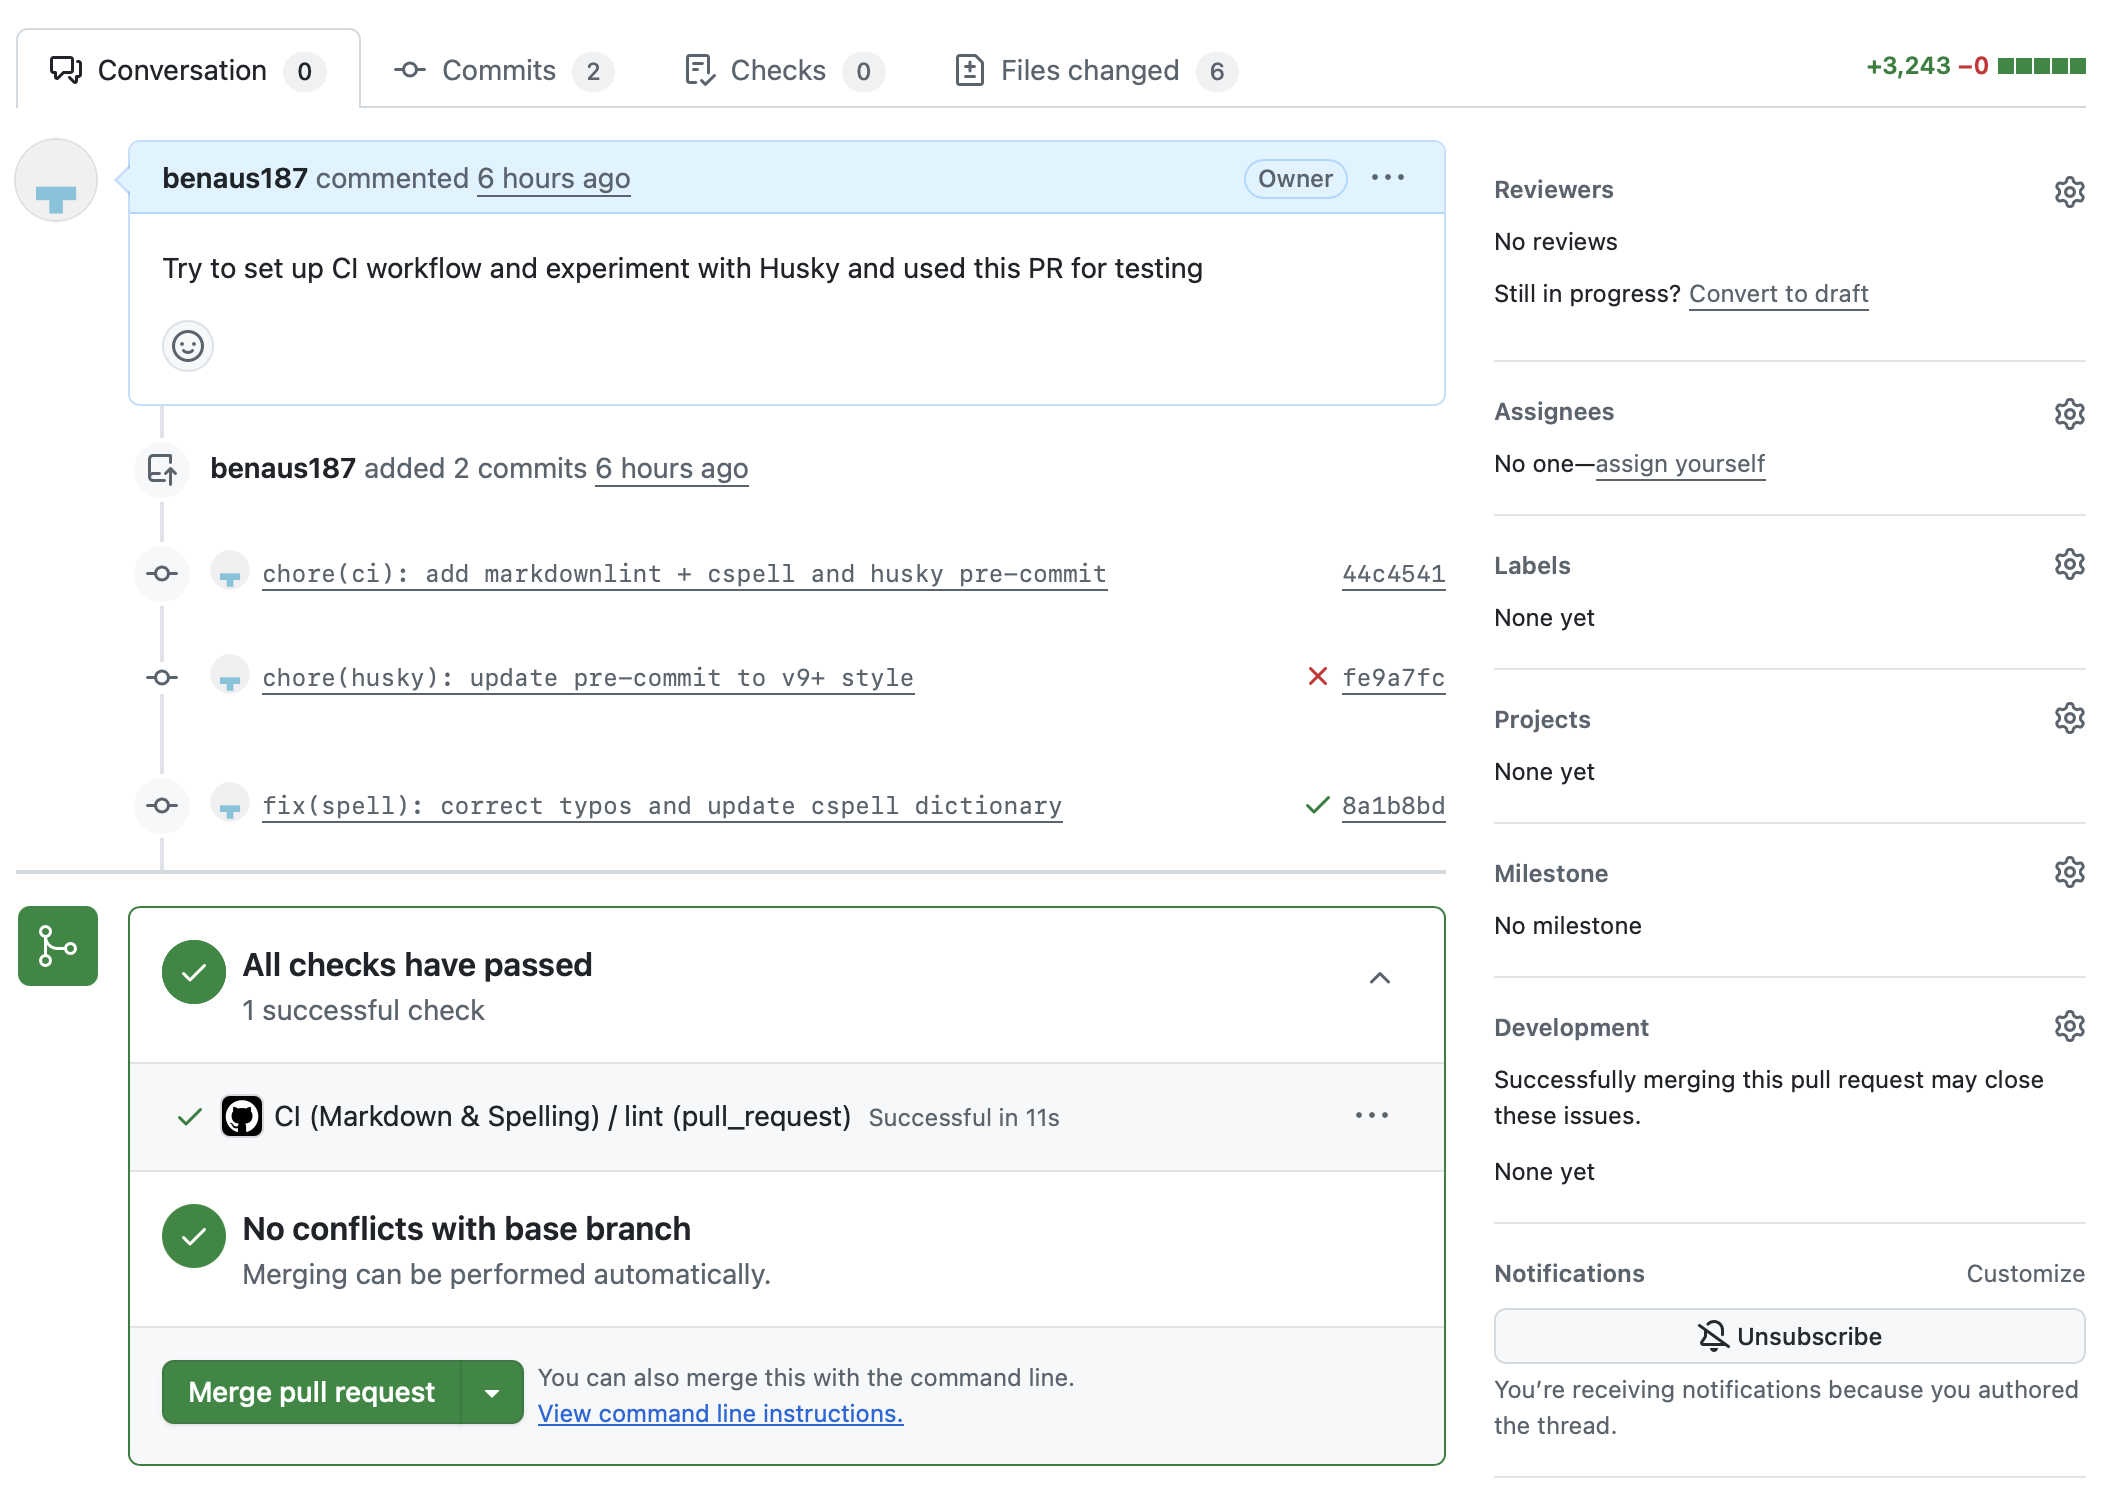 Conversation 0 Commits 2 Checks 0 Files changed 6 +3,243 −0
benaus187 commented 6 hours ago Owner
Try to set up CI workflow and experiment with Husky and used this PR for testing
benaus187 added 2 commits 6 hours ago
chore(ci): add markdownlint + cspell and husky pre-commit 44c4541
chore(husky): update pre-commit to v9+ style fe9a7fc
fix(spell): correct typos and update cspell dictionary 8a1b8bd
All checks have passed
1 successful check
CI (Markdown & Spelling) / lint (pull_request) Successful in 11s
No conflicts with base branch
Merging can be performed automatically.
Merge pull request
You can also merge this with the command line.
View command line instructions.
Reviewers
No reviews
Still in progress? Convert to draft
Assignees
No one—assign yourself
Labels
None yet
Projects
None yet
Milestone
No milestone
Development
Successfully merging this pull request may close
these issues.
None yet
Notifications Customize
Unsubscribe
You’re receiving notifications because you authored
the thread.